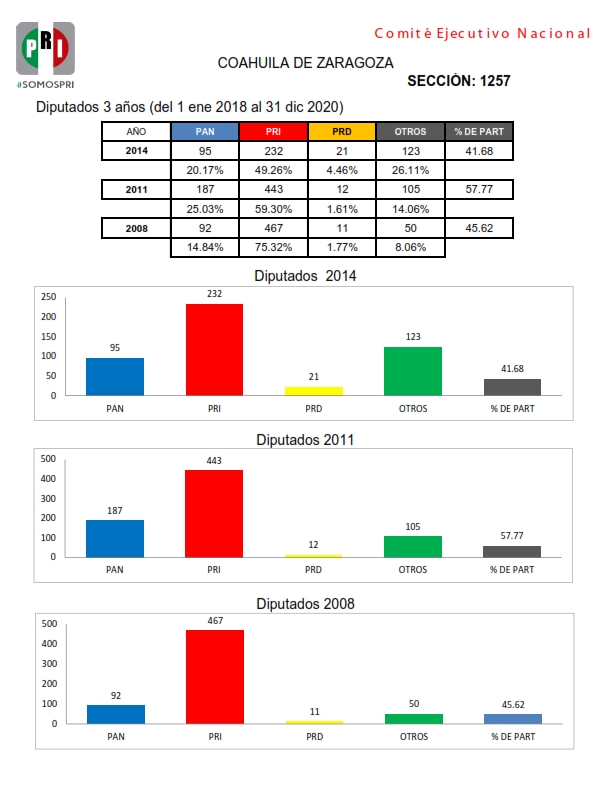 Comité Ejecutivo Nacional
PRI
#SOMOSPRI
COAHUILA DE ZARAGOZA
SECCIÓN: 1257
Diputados 3 años (del 1 ene 2018 al 31 dic 2020)
AÑO PAN PRI PRD OTROS % DE PART
2014 95 232 21 123 41.68
20.17% 49.26% 4.46% 26.11%
2011 187 443 12 105 57.77
25.03% 59.30% 1.61% 14.06%
2008 92 467 11 50 45.62
14.84% 75.32% 1.77% 8.06%
Diputados 2014
250
200
150
100
50
0
95 232 21 123 41.68
PAN PRI PRD OTROS % DE PART
Diputados 2011
500
400
300
200
100
0
187 443 12 105 57.77
PAN PRI PRD OTROS % DE PART
Diputados 2008
500
400
300
200
100
0
92 467 11 50 45.62
PAN PRI PRD OTROS % DE PART